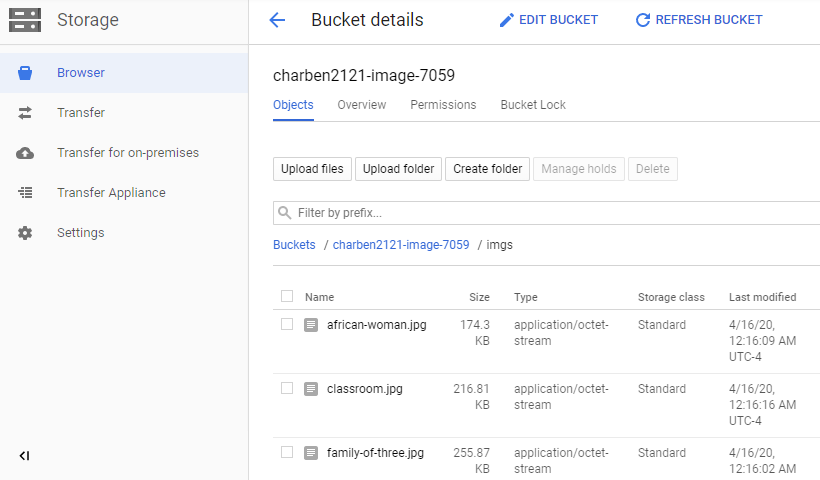 Storage
Bucket details
EDIT BUCKET
REFRESH BUCKET
Browser
Transfer
Transfer for on-premises
Transfer Appliance
Settings
charben2121-image-7059
Objects Overview Permissions Bucket Lock
Upload files Upload folder Create folder Manage holds Delete
Filter by prefix...
Buckets / charben2121-image-7059 / imgs
Name Size Type Storage class Last modified
african-woman.jpg 174.3 application/octet- Standard 4/16/20,
KB stream 12:16:09 AM
UTC-4
classroom.jpg 216.81 application/octet- Standard 4/16/20,
KB stream 12:16:16 AM
UTC-4
family-of-three.jpg 255.87 application/octet- Standard 4/16/20,
KB stream 12:16:02 AM